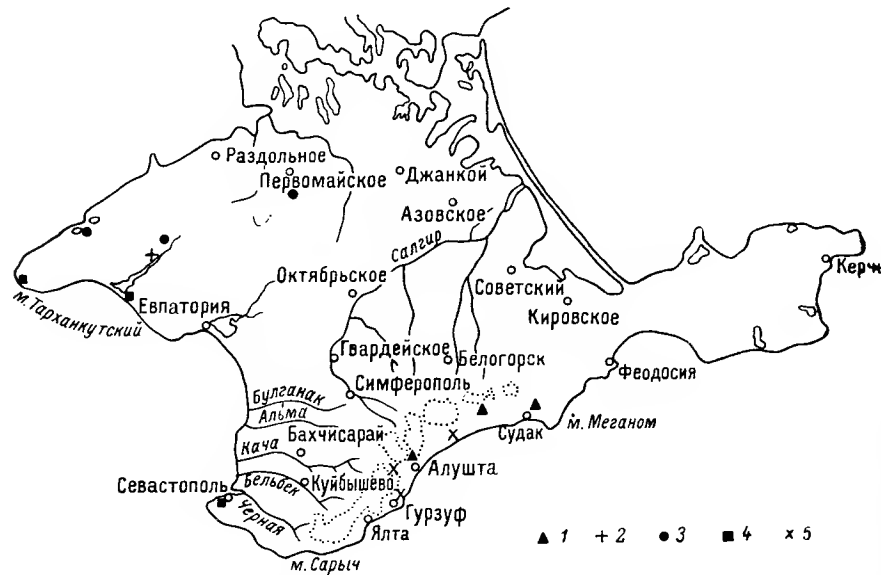 Раздольное
Первомайское
Джанкой
Азовское
Салгир
Октябрьское
Советский
Керчь
м. Тарханкутский
Евпатория
Кировское
Гвардейское
Белогорск
Феодосия
Симферополь
Булганак
Альма
Судак
м. Меганом
Бахчисарай
Кача
Алушта
Бельбек
Куйбышево
Севастополь
Черная
Гурзуф
Ялта
м. Сарыч
1 2 3 4 5